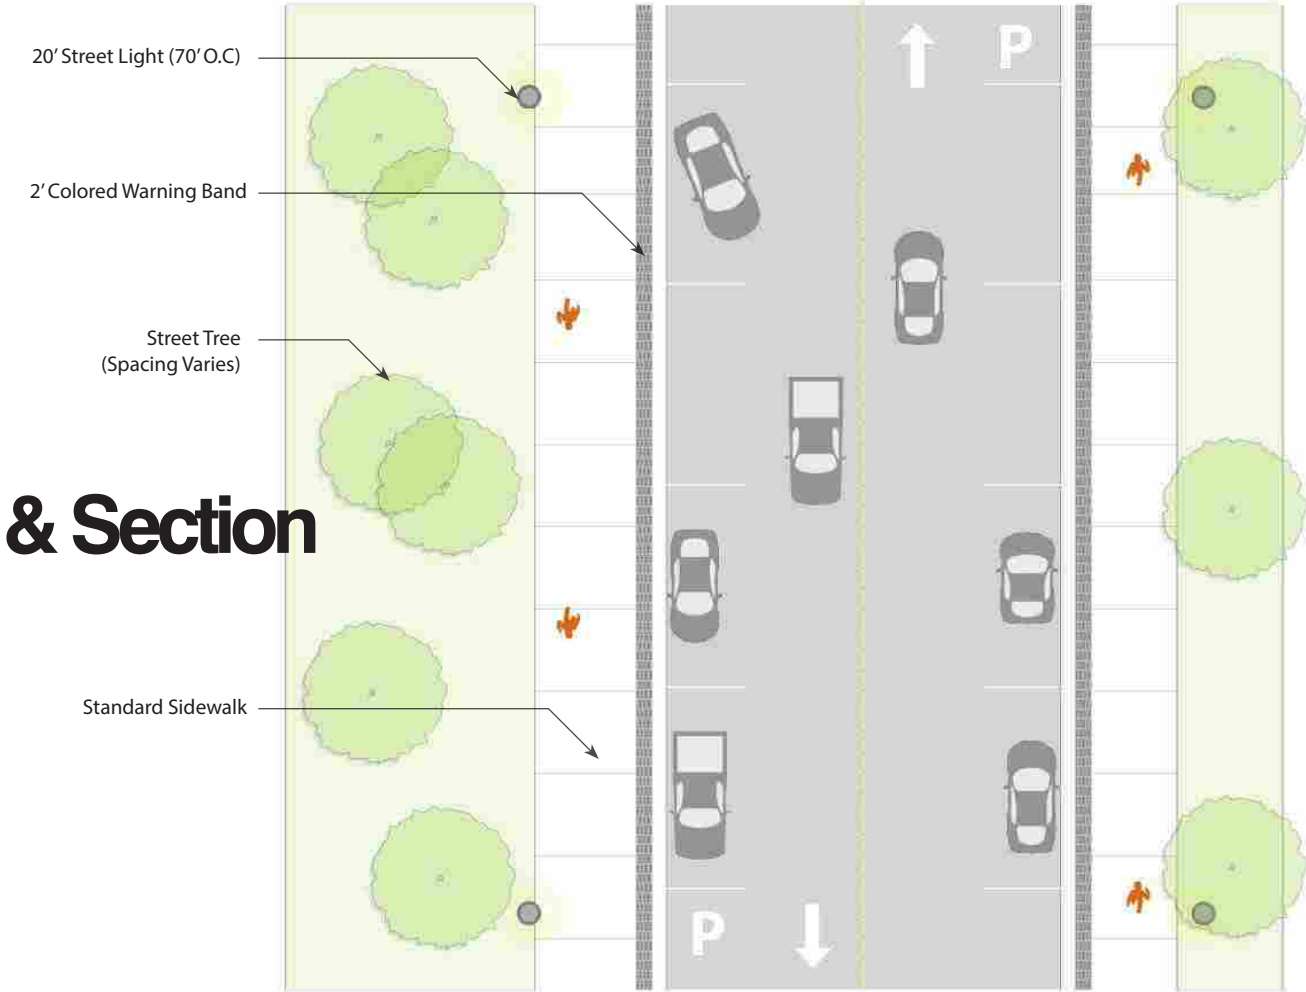 20' Street Light (70' O.C)
P
2' Colored Warning Band
Street Tree
(Spacing Varies)
& Section
Standard Sidewalk
P